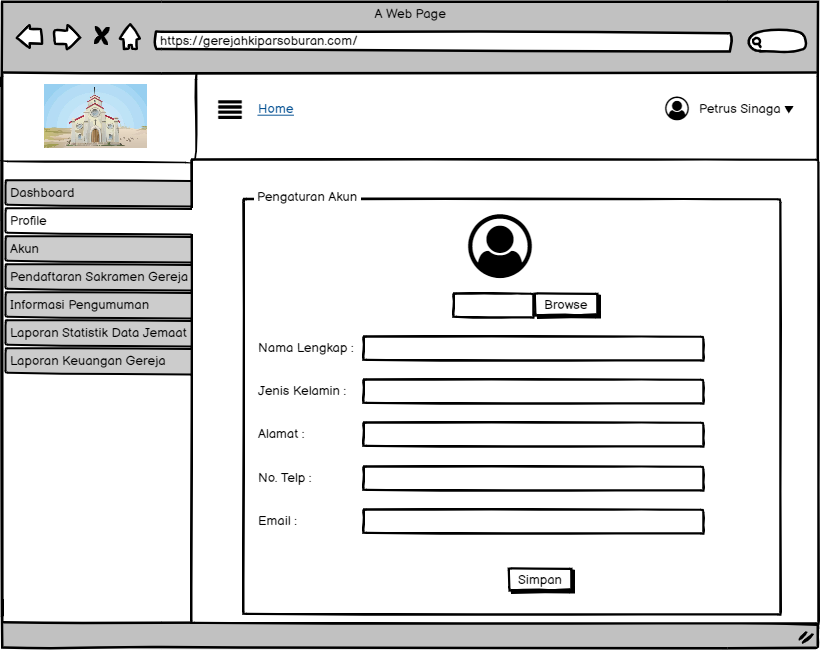 A Web Page
https://gerejahkiparsoburan.com/
Home
Petrus Sinaga
Dashboard
Profile
Akun
Pendaftaran Sakramen Gereja
Informasi Pengumuman
Laporan Statistik Data Jemaat
Laporan Keuangan Gereja
Pengaturan Akun
Browse
Nama Lengkap :
Jenis Kelamin :
Alamat :
No. Telp :
Email :
Simpan